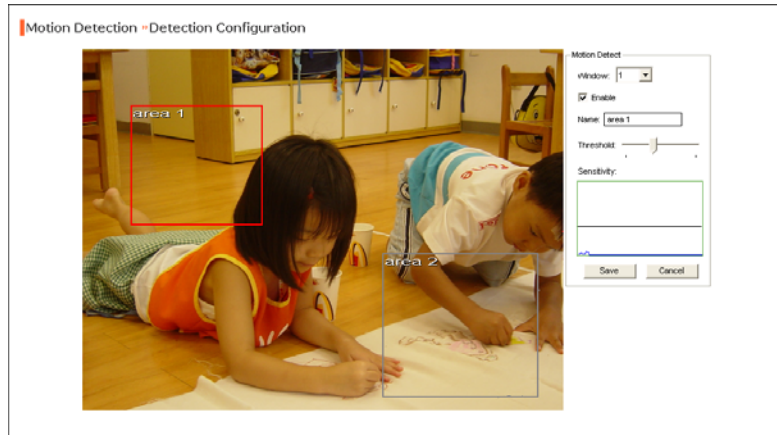 Motion Detection »Detection Configuration
area 1
area 2
Motion Detect
Window: 1
Enable
Name: area 1
Threshold:
Sensitivity:
Save Cancel